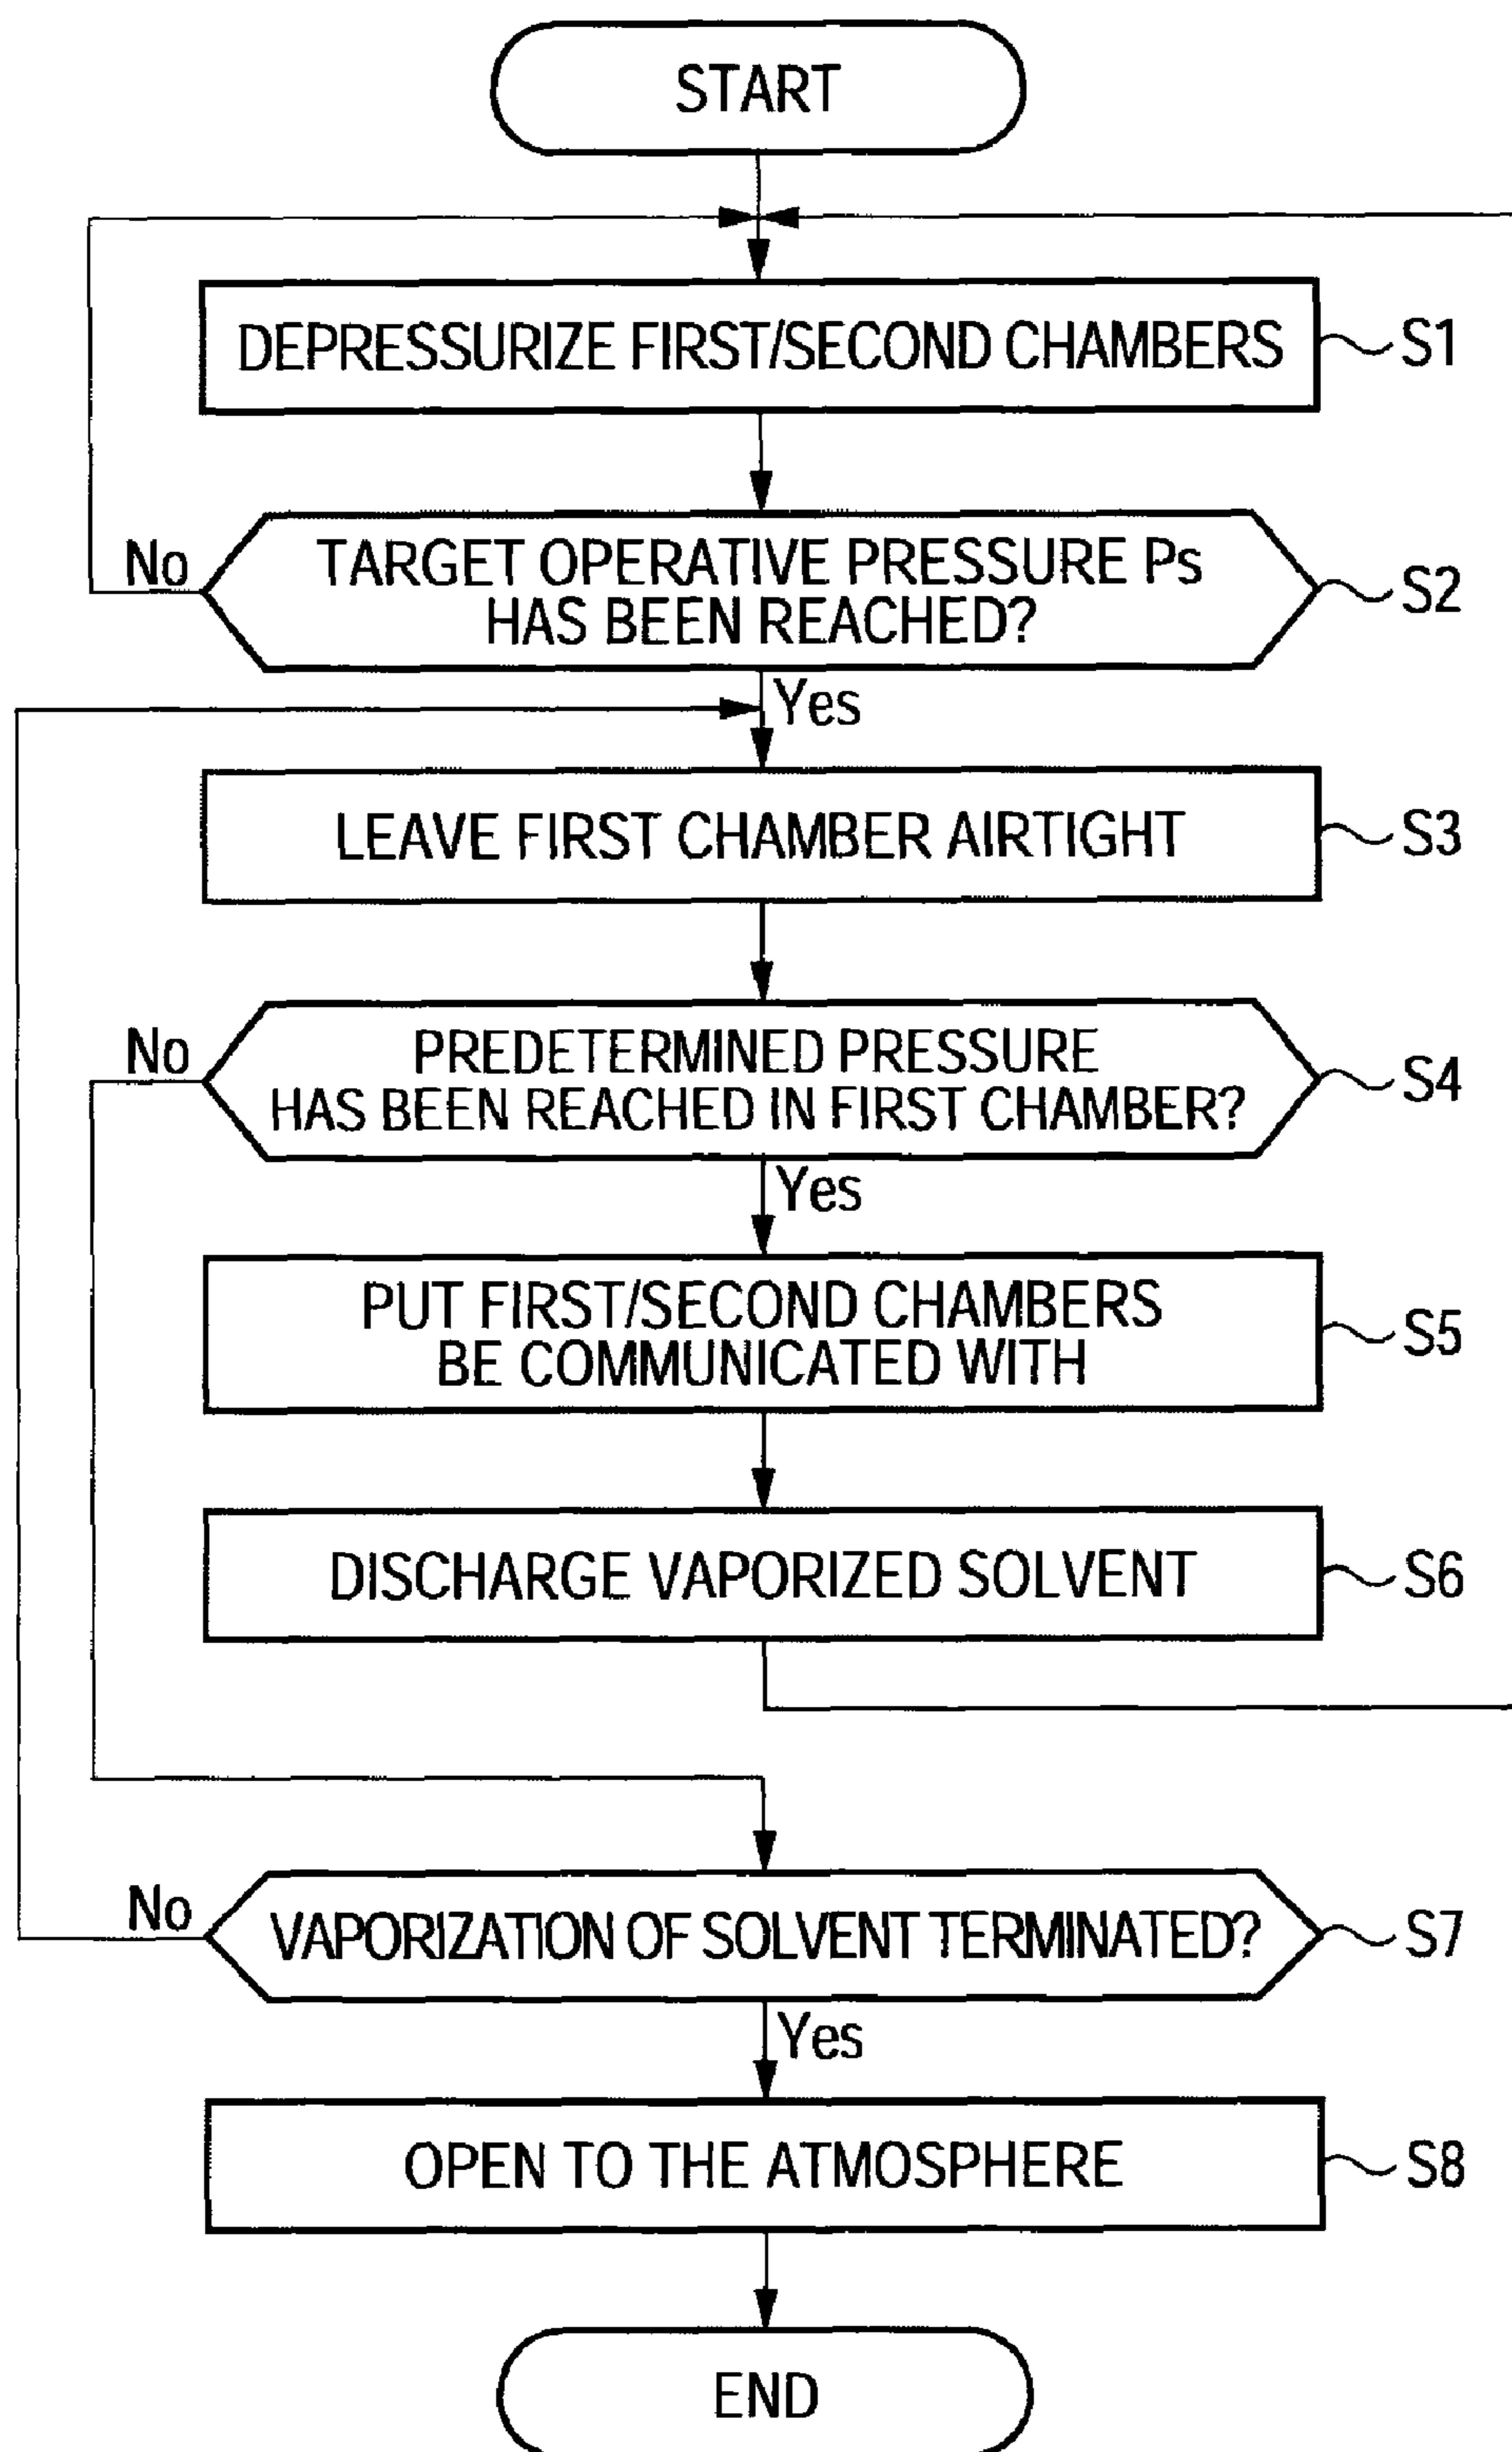 START
DEPRESSURIZE FIRST/SECOND CHAMBERS
S1
No
TARGET OPERATIVE PRESSURE Ps
HAS BEEN REACHED?
S2
Yes
LEAVE FIRST CHAMBER AIRTIGHT
S3
No
PREDETERMINED PRESSURE
HAS BEEN REACHED IN FIRST CHAMBER?
S4
Yes
PUT FIRST/SECOND CHAMBERS
BE COMMUNICATED WITH
S5
DISCHARGE VAPORIZED SOLVENT
S6
No
VAPORIZATION OF SOLVENT TERMINATED?
S7
Yes
OPEN TO THE ATMOSPHERE
S8
END